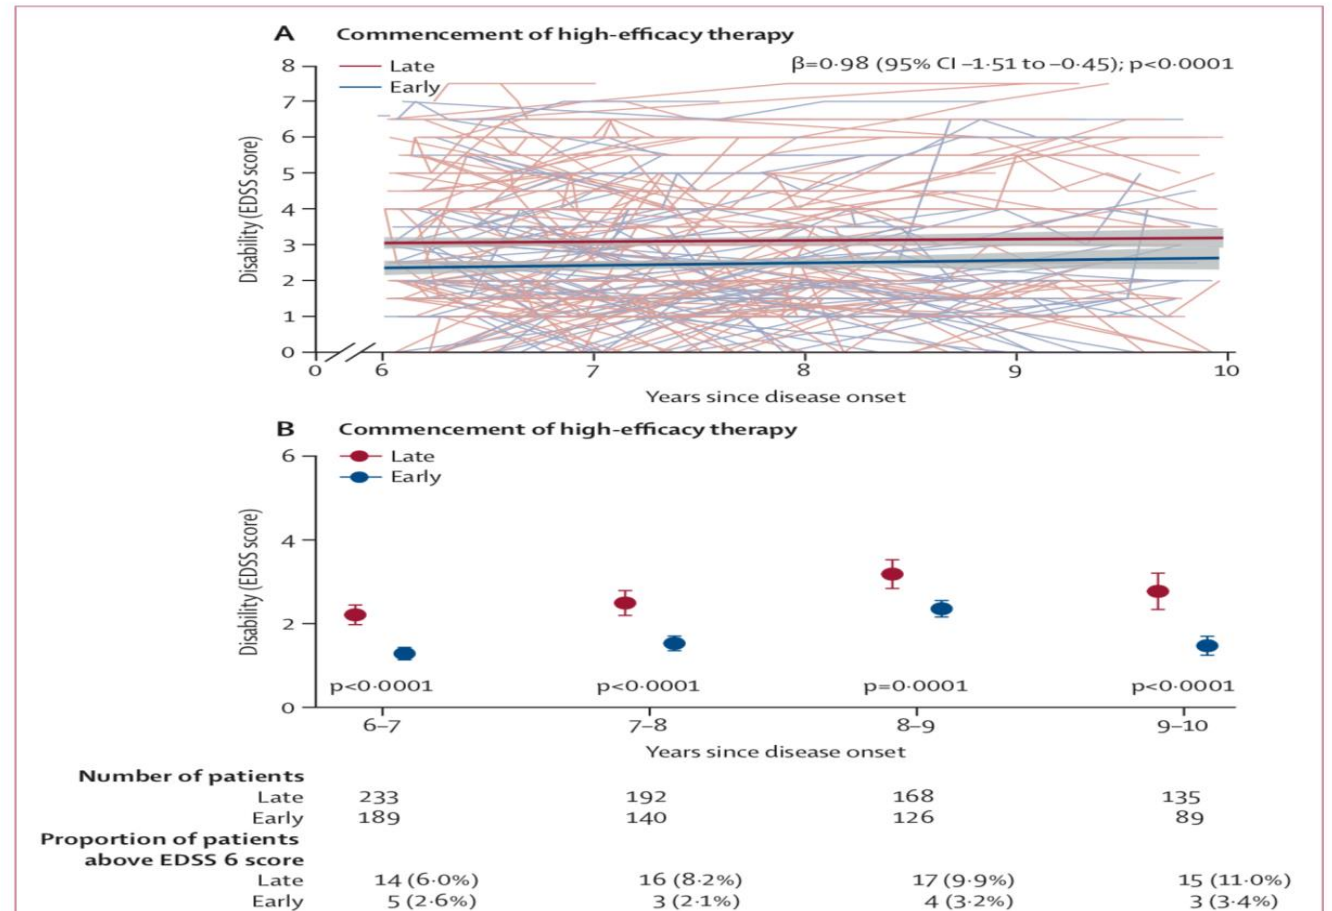 A Commencement of high-efficacy therapy
Late
Early
β=0·98 (95% CI –1·51 to –0·45); p<0·0001
8
7
6
5
4
3
2
1
0
Disability (EDSS score)
0 6 7 8 9 10
Years since disease onset
B Commencement of high-efficacy therapy
Late
Early
6
4
2
0
Disability (EDSS score)
p<0·0001 p<0·0001 p=0·0001 p<0·0001
6–7 7–8 8–9 9–10
Years since disease onset
Number of patients
Late 233 192 168 135
Early 189 140 126 89
Proportion of patients
above EDSS 6 score
Late 14 (6·0%) 16 (8·2%) 17 (9·9%) 15 (11·0%)
Early 5 (2·6%) 3 (2·1%) 4 (3·2%) 3 (3·4%)